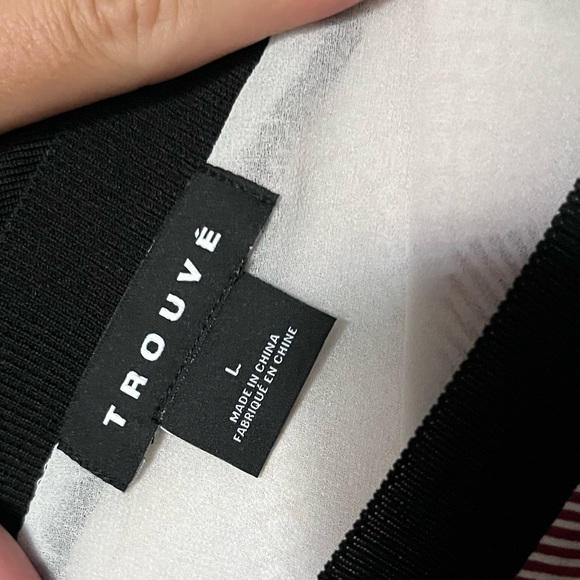 TROUVÉ
L
MADE IN CHINA
FABRIQUÉ EN CHINE